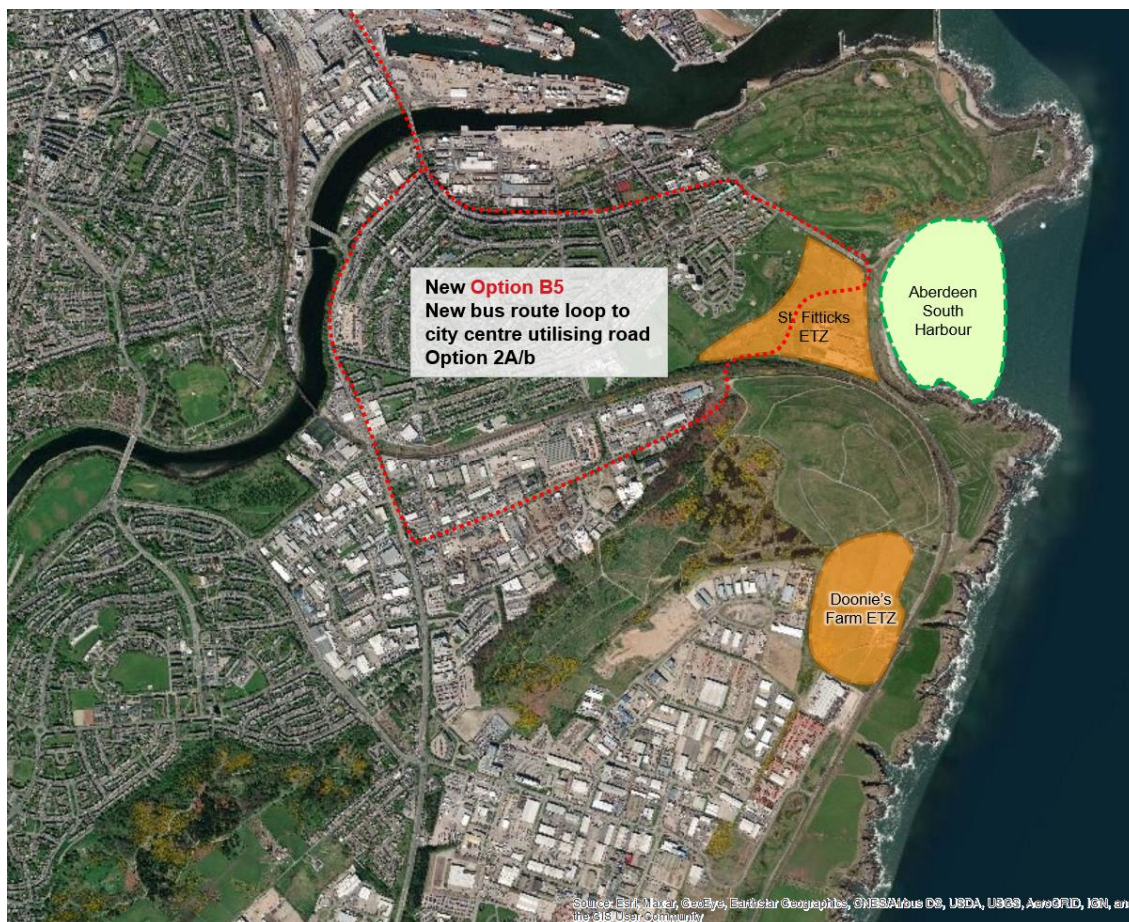 New Option B5
New bus route loop to
city centre utilising road
Option 2A/b
St. Fitticks
ETZ
Aberdeen
South
Harbour
Doonie's
Farm ETZ
Source: Esri, Maxar, GeoEye, Earthstar Geographics, CNES/Airbus DS, USDA, USGS, AeroGRID, IGN, an
the GIS User Community